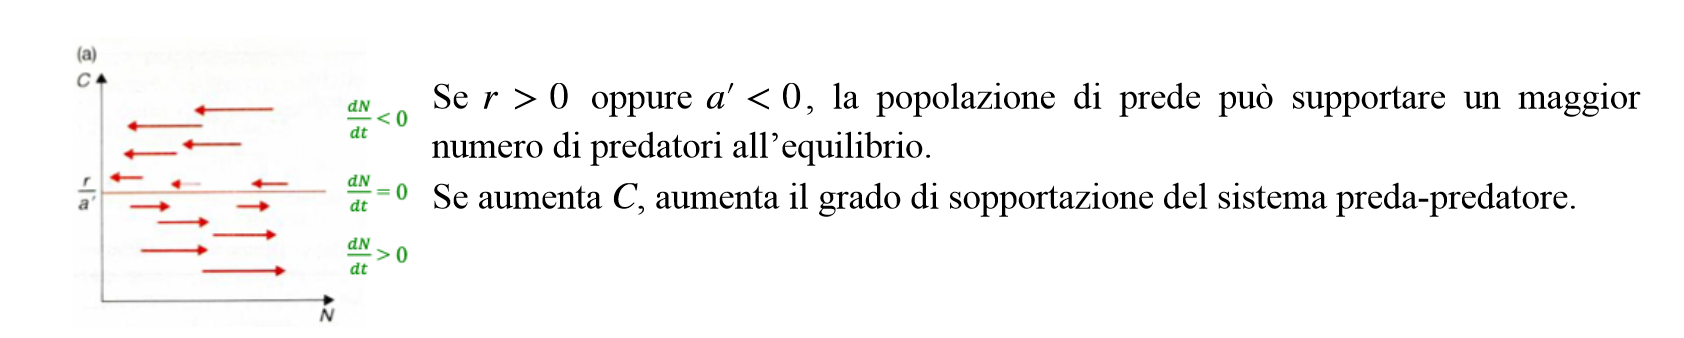 (a)
C
dN/dt < 0
Se r > 0 oppure a′ < 0, la popolazione di prede può supportare un maggior
numero di predatori all’equilibrio.
r/a′
dN/dt = 0
Se aumenta C, aumenta il grado di sopportazione del sistema preda-predatore.
dN/dt > 0
N